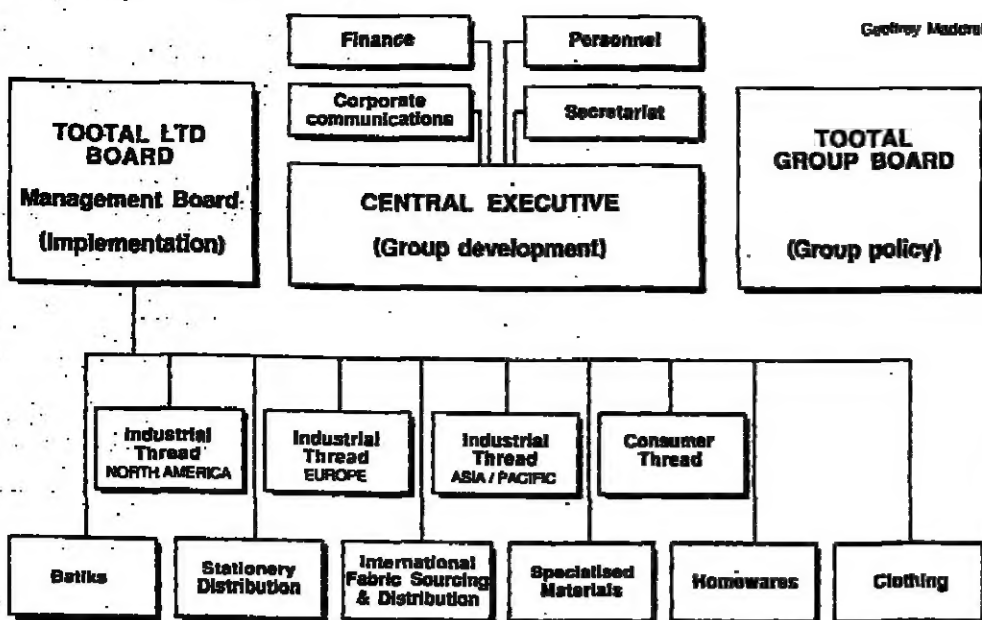 Finance
Personnel
Geoffrey
Corporate
communications
Secretariat
TOOTAL LTD
BOARD
Management Board
(Implementation)
CENTRAL EXECUTIVE
(Group development)
TOOTAL
GROUP BOARD
(Group policy)
Industrial
Thread
NORTH AMERICA
Industrial
Thread
EUROPE
Industrial
Thread
ASIA / PACIFIC
Consumer
Thread
Batiks
Stationery
Distribution
International
Fabric Sourcing
& Distribution
Specialised
Materials
Homewares
Clothing